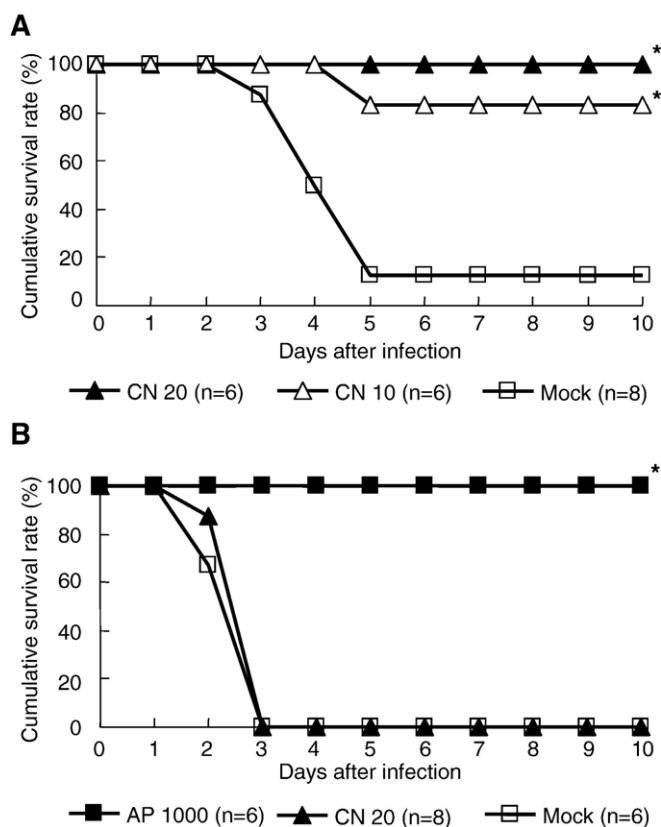 A
Cumulative survival rate (%)
100
80
60
40
20
0
*
*
0 1 2 3 4 5 6 7 8 9 10
Days after infection
CN 20 (n=6) CN 10 (n=6) Mock (n=8)
B
Cumulative survival rate (%)
100
80
60
40
20
0
*
0 1 2 3 4 5 6 7 8 9 10
Days after infection
AP 1000 (n=6) CN 20 (n=8) Mock (n=6)